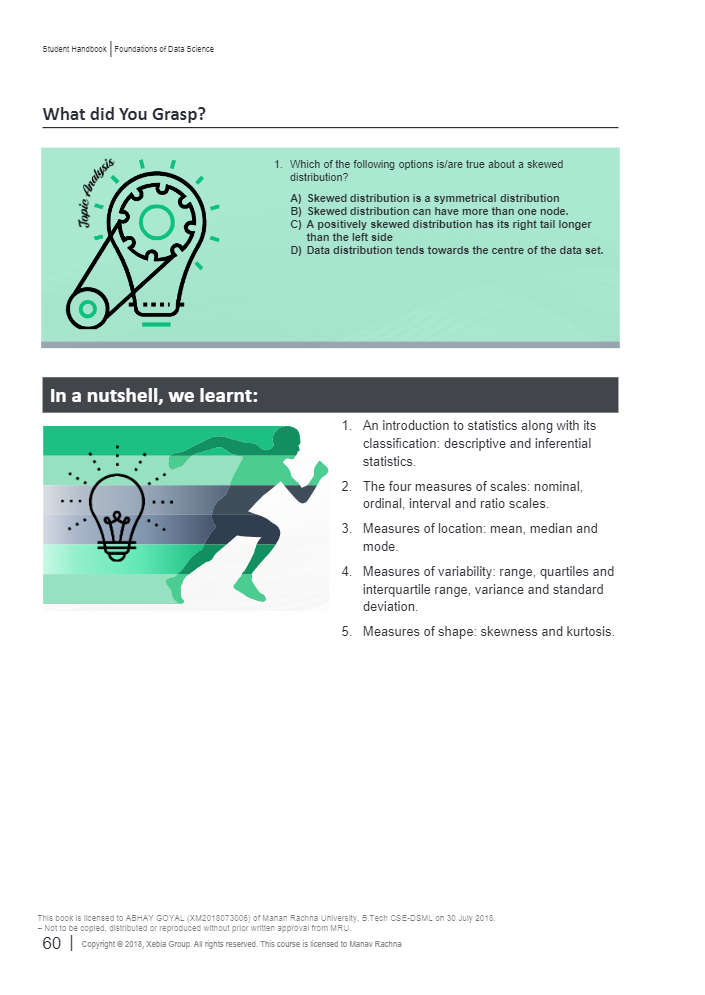 Student Handbook | Foundations of Data Science
What did You Grasp?
Topic Analysis
1. Which of the following options is/are true about a skewed
distribution?
A) Skewed distribution is a symmetrical distribution
B) Skewed distribution can have more than one node.
C) A positively skewed distribution has its right tail longer
than the left side
D) Data distribution tends towards the centre of the data set.
In a nutshell, we learnt:
1. An introduction to statistics along with its
classification: descriptive and inferential
statistics.
2. The four measures of scales: nominal,
ordinal, interval and ratio scales.
3. Measures of location: mean, median and
mode.
4. Measures of variability: range, quartiles and
interquartile range, variance and standard
deviation.
5. Measures of shape: skewness and kurtosis.
This book is licensed to ABHAY GOYAL (XM2018073006) of Manan Rachna University, B.Tech CSE-DSML on 30 July 2018.
– Not to be copied, distributed or reproduced without prior written approval from MRU.
60 | Copyright © 2018, Xebia Group. All rights reserved. This course is licensed to Manav Rachna